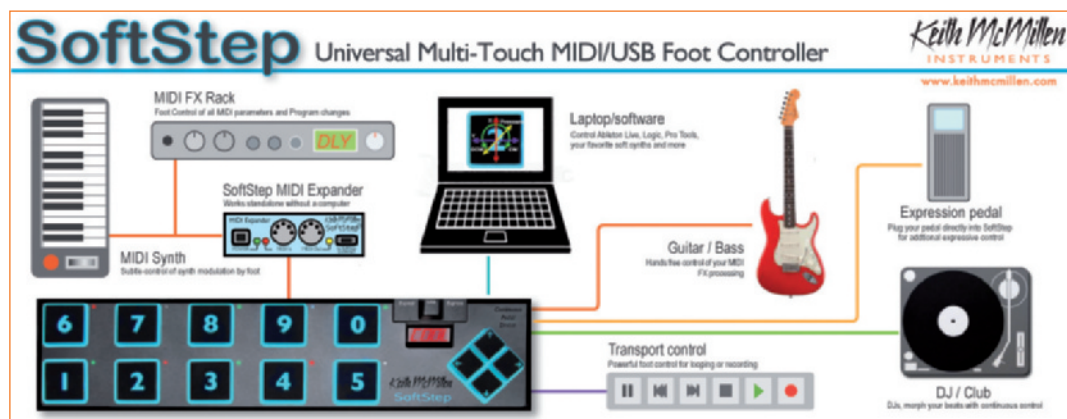 SoftStep Universal Multi-Touch MIDI/USB Foot Controller
Keith McMillen
INSTRUMENTS
www.keithmcmillen.com
MIDI FX Rack
Foot Control of all MIDI parameters and Program changes
DLY
Laptop/software
Control Ableton Live, Logic, Pro Tools,
your favorite soft synths and more
SoftStep MIDI Expander
Works standalone without a computer
MIDI Expander
SoftStep
MIDI Synth
Subtle control of synth modulation by foot
Guitar / Bass
Hands free control of your MIDI
FX processing
Expression pedal
Plug your pedal directly into SoftStep
for additional expressive control
6 7 8 9 0
1 2 3 4 5
Keith McMillen
SoftStep
Transport control
Powerful foot control for looping or recording
DJ / Club
DJs, morph your beats with continuous control